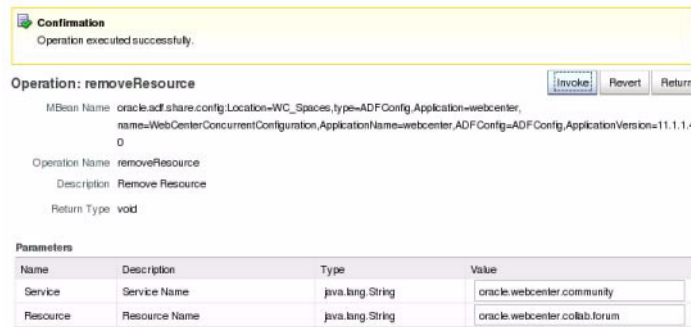 Confirmation
Operation executed successfully.
Operation: removeResource
Invoke Revert Return
MBean Name oracle.adf.share.config:Location=WC_Spaces,type=ADFConfig,Application=webcenter,
name=WebCenterConcurrentConfiguration,ApplicationName=webcenter,ADFConfig=ADFConfig,ApplicationVersion=11.1.1.4
0
Operation Name removeResource
Description Remove Resource
Return Type void
Parameters
Name Description Type Value
Service Service Name java.lang.String oracle.webcenter.community
Resource Resource Name java.lang.String oracle.webcenter.collab.forum